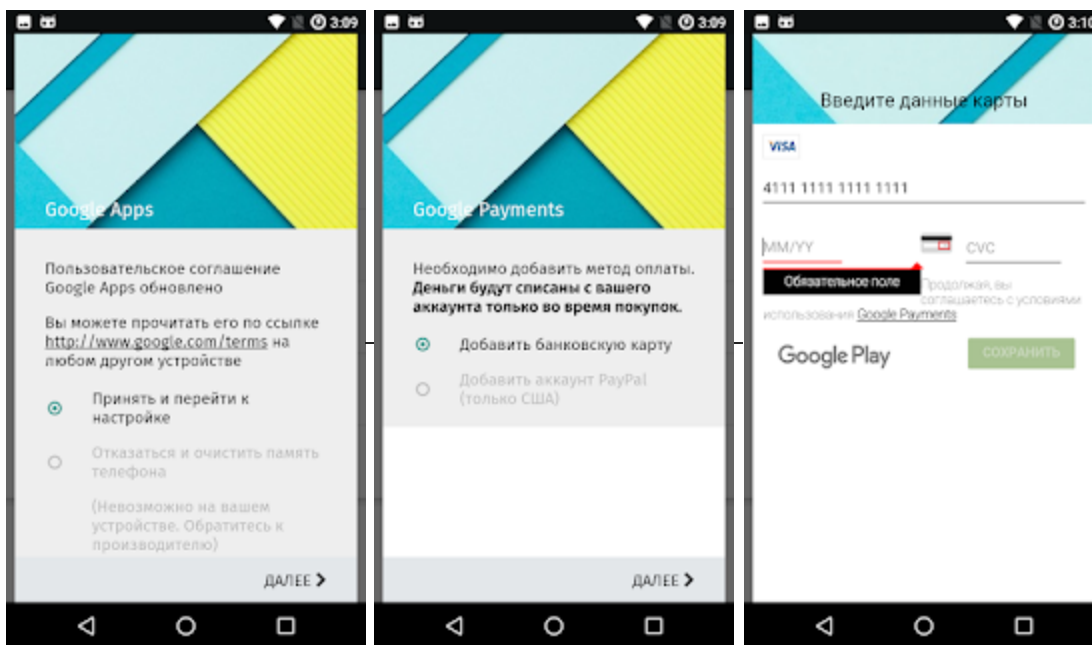 3:09
Google Apps
Пользовательское соглашение
Google Apps обновлено
Вы можете прочитать его по ссылке
http://www.google.com/terms на
любом другом устройстве
Принять и перейти к
настройке
Отказаться и очистить память
телефона
(Невозможно на вашем
устройстве. Обратитесь к
производителю)
ДАЛЕЕ
3:09
Google Payments
Необходимо добавить метод оплаты.
Деньги будут списаны с вашего
аккаунта только во время покупок.
Добавить банковскую карту
Добавить аккаунт PayPal
(только США)
ДАЛЕЕ
3:10
Введите данные карты
VISA
4111 1111 1111 1111
MM/YY
CVC
Обязательное поле
Продолжая, вы
соглашаетесь с условиями
использования Google Payments
Google Play
СОХРАНИТЬ